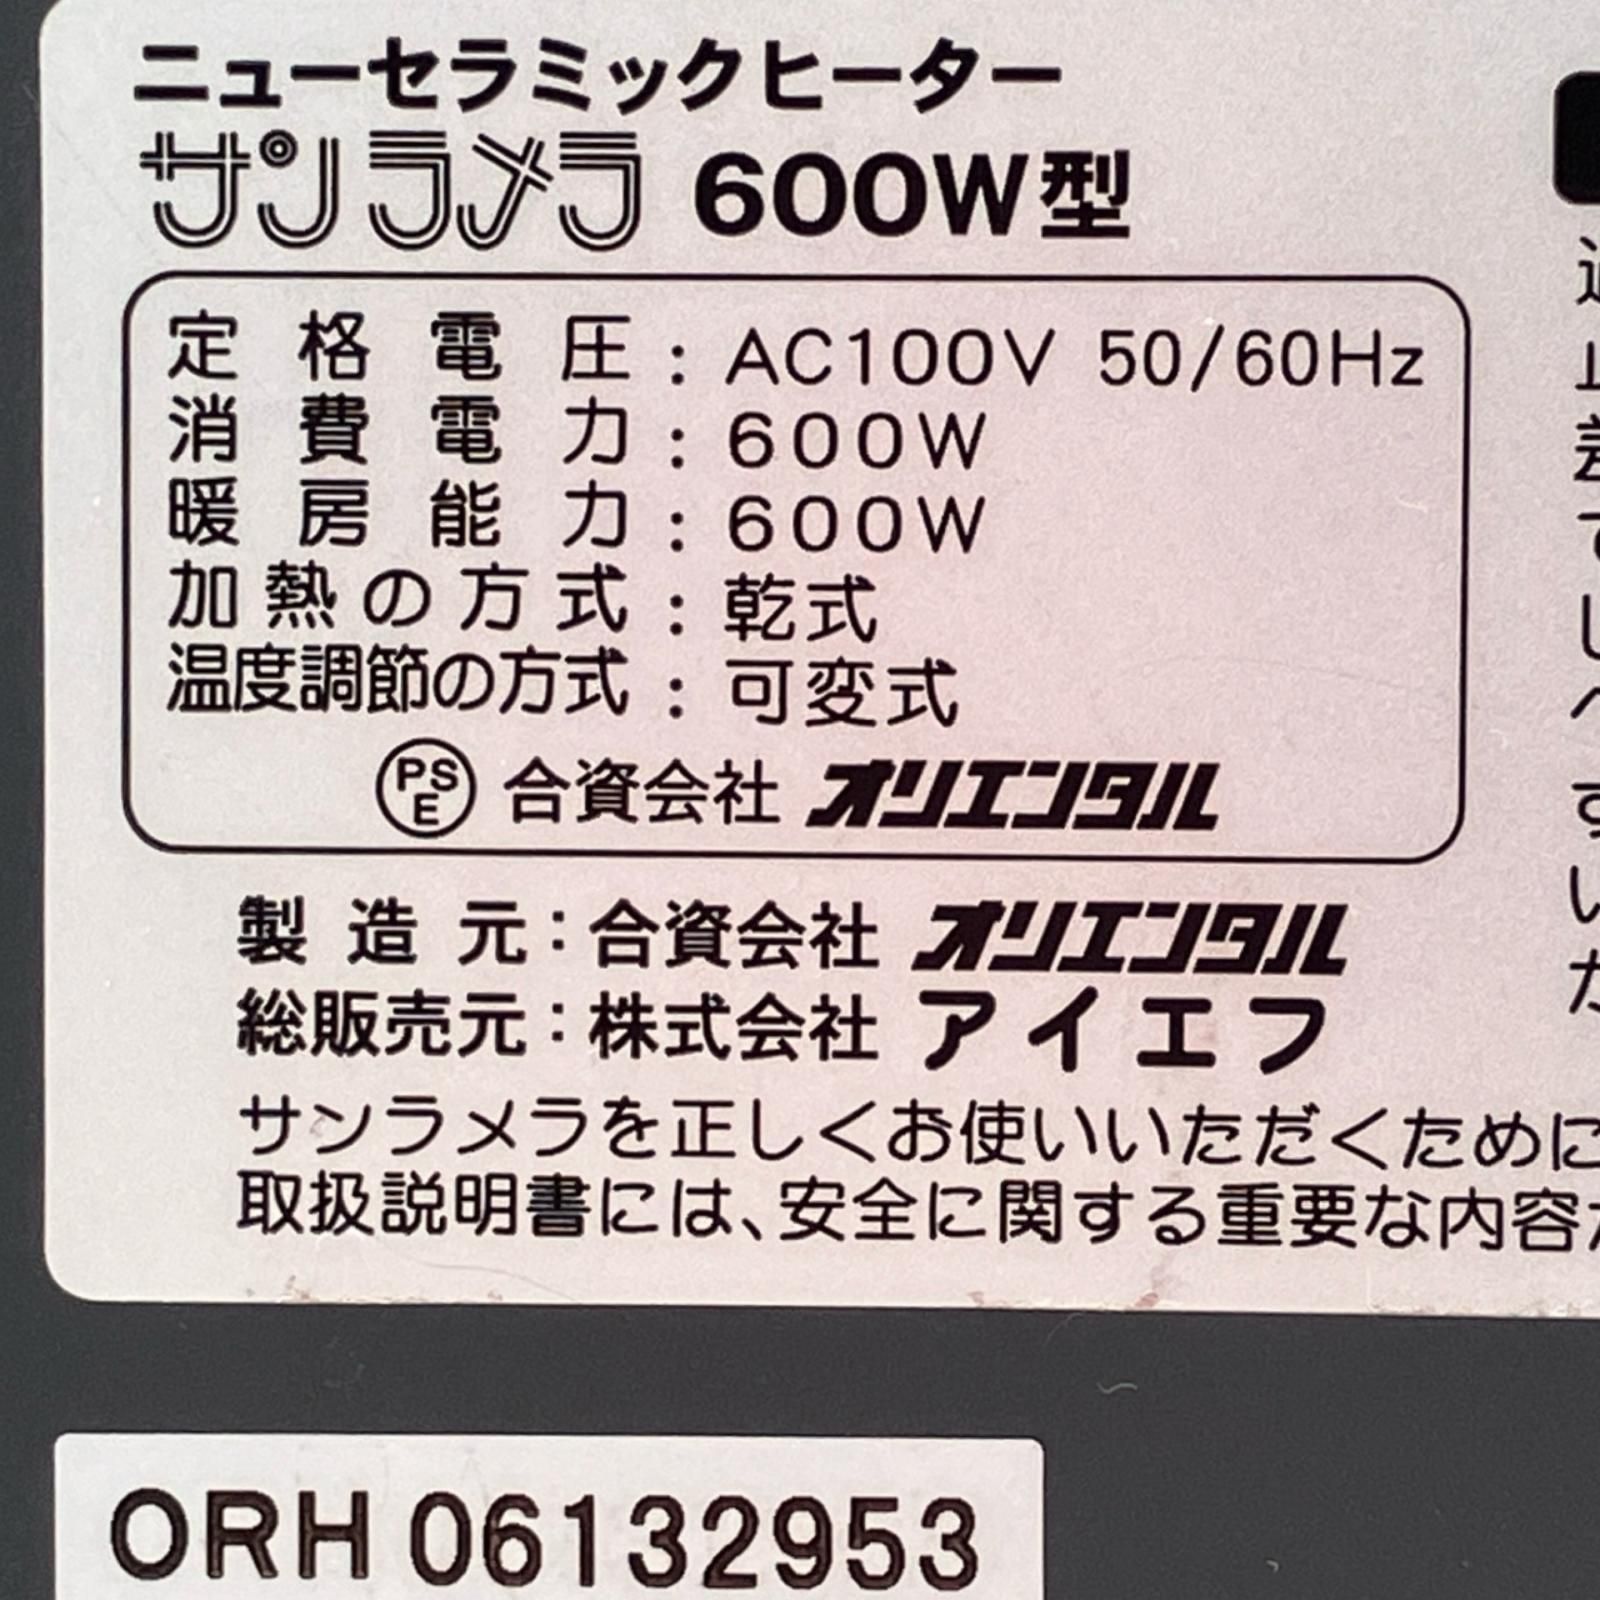 ニューセラミックヒーター
サンラメラ 600W型
定格電圧：AC100V 50/60Hz
消費電力：600W
暖房能力：600W
加熱の方式：乾式
温度調節の方式：可変式
PSE 合資会社 オリエンタル
製造元：合資会社 オリエンタル
総販売元：株式会社 アイエフ
サンラメラを正しくお使いいただくために
取扱説明書には、安全に関する重要な内容
ORH 06132953